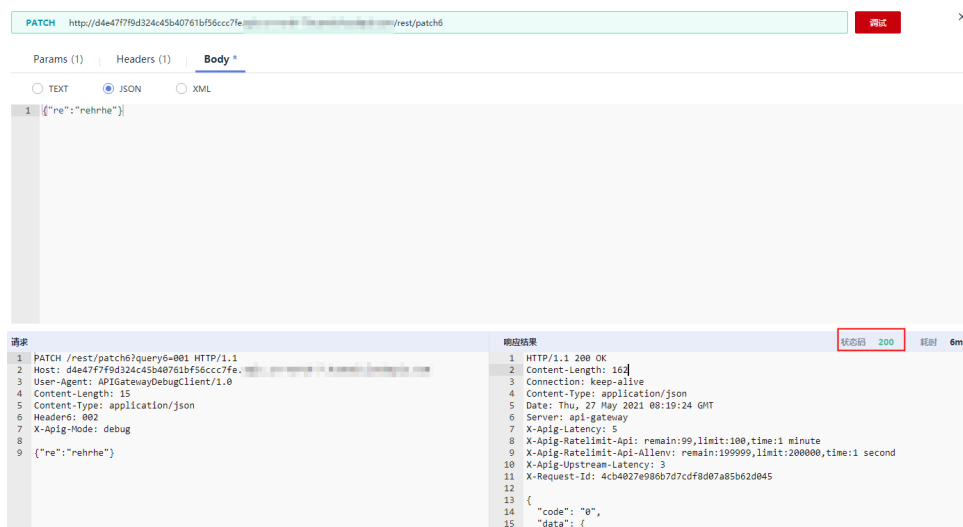 PATCH http://d4e47f7f9d324c45b40761bf56ccc7fe. /rest/patch6 调试
Params (1) Headers (1) Body *
TEXT JSON XML
1 {"re":"rehrhe"}
请求
1 PATCH /rest/patch6?query6=001 HTTP/1.1
2 Host: d4e47f7f9d324c45b40761bf56ccc7fe.
3 User-Agent: APIGatewayDebugClient/1.0
4 Content-Length: 15
5 Content-Type: application/json
6 Header6: 002
7 X-Apig-Mode: debug
8
9 {"re":"rehrhe"}
响应结果 状态码 200 耗时 6m
1 HTTP/1.1 200 OK
2 Content-Length: 162
3 Connection: keep-alive
4 Content-Type: application/json
5 Date: Thu, 27 May 2021 08:19:24 GMT
6 Server: api-gateway
7 X-Apig-Latency: 5
8 X-Apig-Ratelimit-Api: remain:99,limit:100,time:1 minute
9 X-Apig-Ratelimit-Api-Allenv: remain:199999,limit:200000,time:1 second
10 X-Apig-Upstream-Latency: 3
11 X-Request-Id: 4cb4027e986b7d7cdf8d07a85b62d045
12
13 {
14 "code": "0",
15 "data": {